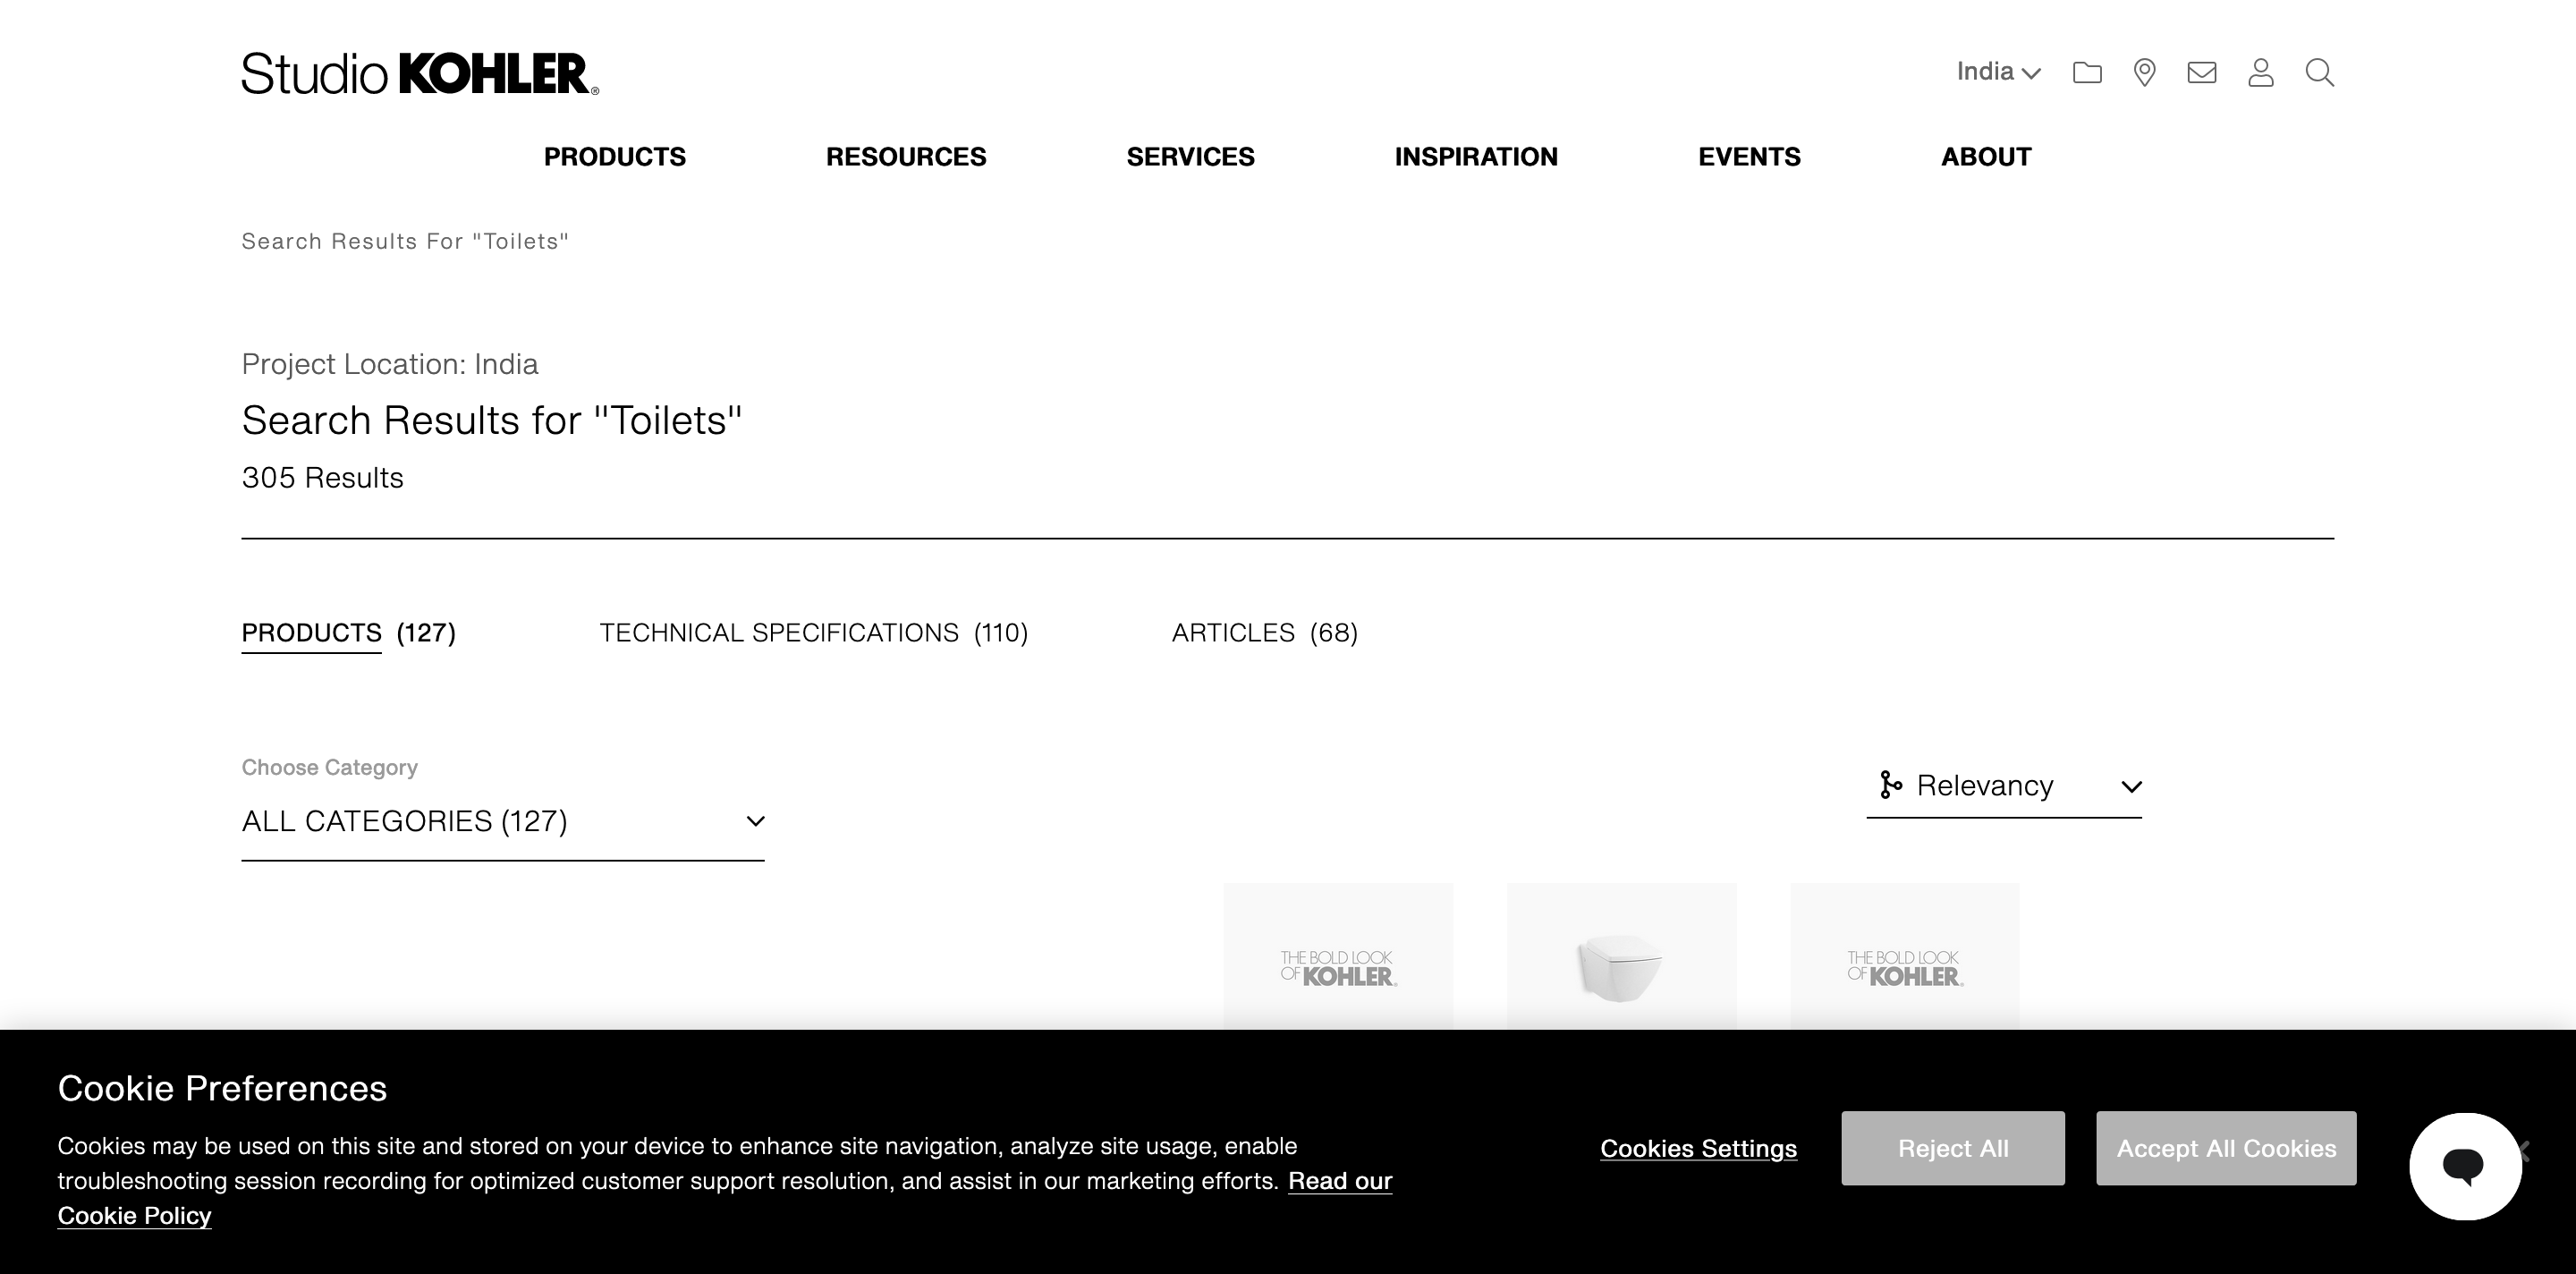 Studio KOHLER®
India
PRODUCTS RESOURCES SERVICES INSPIRATION EVENTS ABOUT
Search Results For "Toilets"
Project Location: India
Search Results for "Toilets"
305 Results
PRODUCTS (127) TECHNICAL SPECIFICATIONS (110) ARTICLES (68)
Choose Category
ALL CATEGORIES (127)
Relevancy
THE BOLD LOOK
OF KOHLER®
THE BOLD LOOK
OF KOHLER®
Cookie Preferences
Cookies may be used on this site and stored on your device to enhance site navigation, analyze site usage, enable
troubleshooting session recording for optimized customer support resolution, and assist in our marketing efforts. Read our
Cookie Policy
Cookies Settings
Reject All
Accept All Cookies